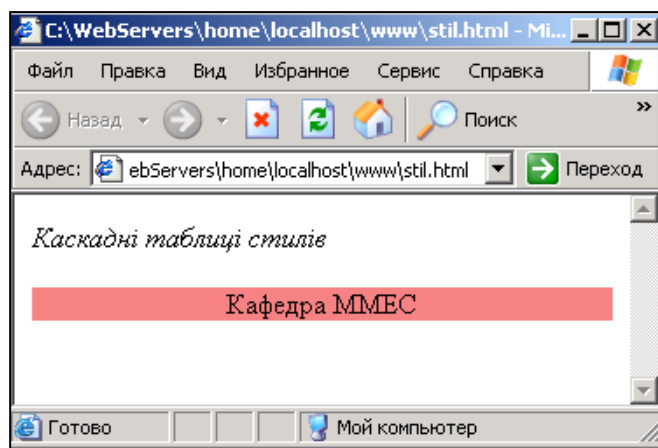 C:\WebServers\home\localhost\www\stil.html - Mi...
Файл Правка Вид Избранное Сервис Справка
Назад Поиск »
Адрес: ebServers\home\localhost\www\stil.html Переход
Каскадні таблиці стилів
Кафедра ММЕС
Готово Мой компьютер